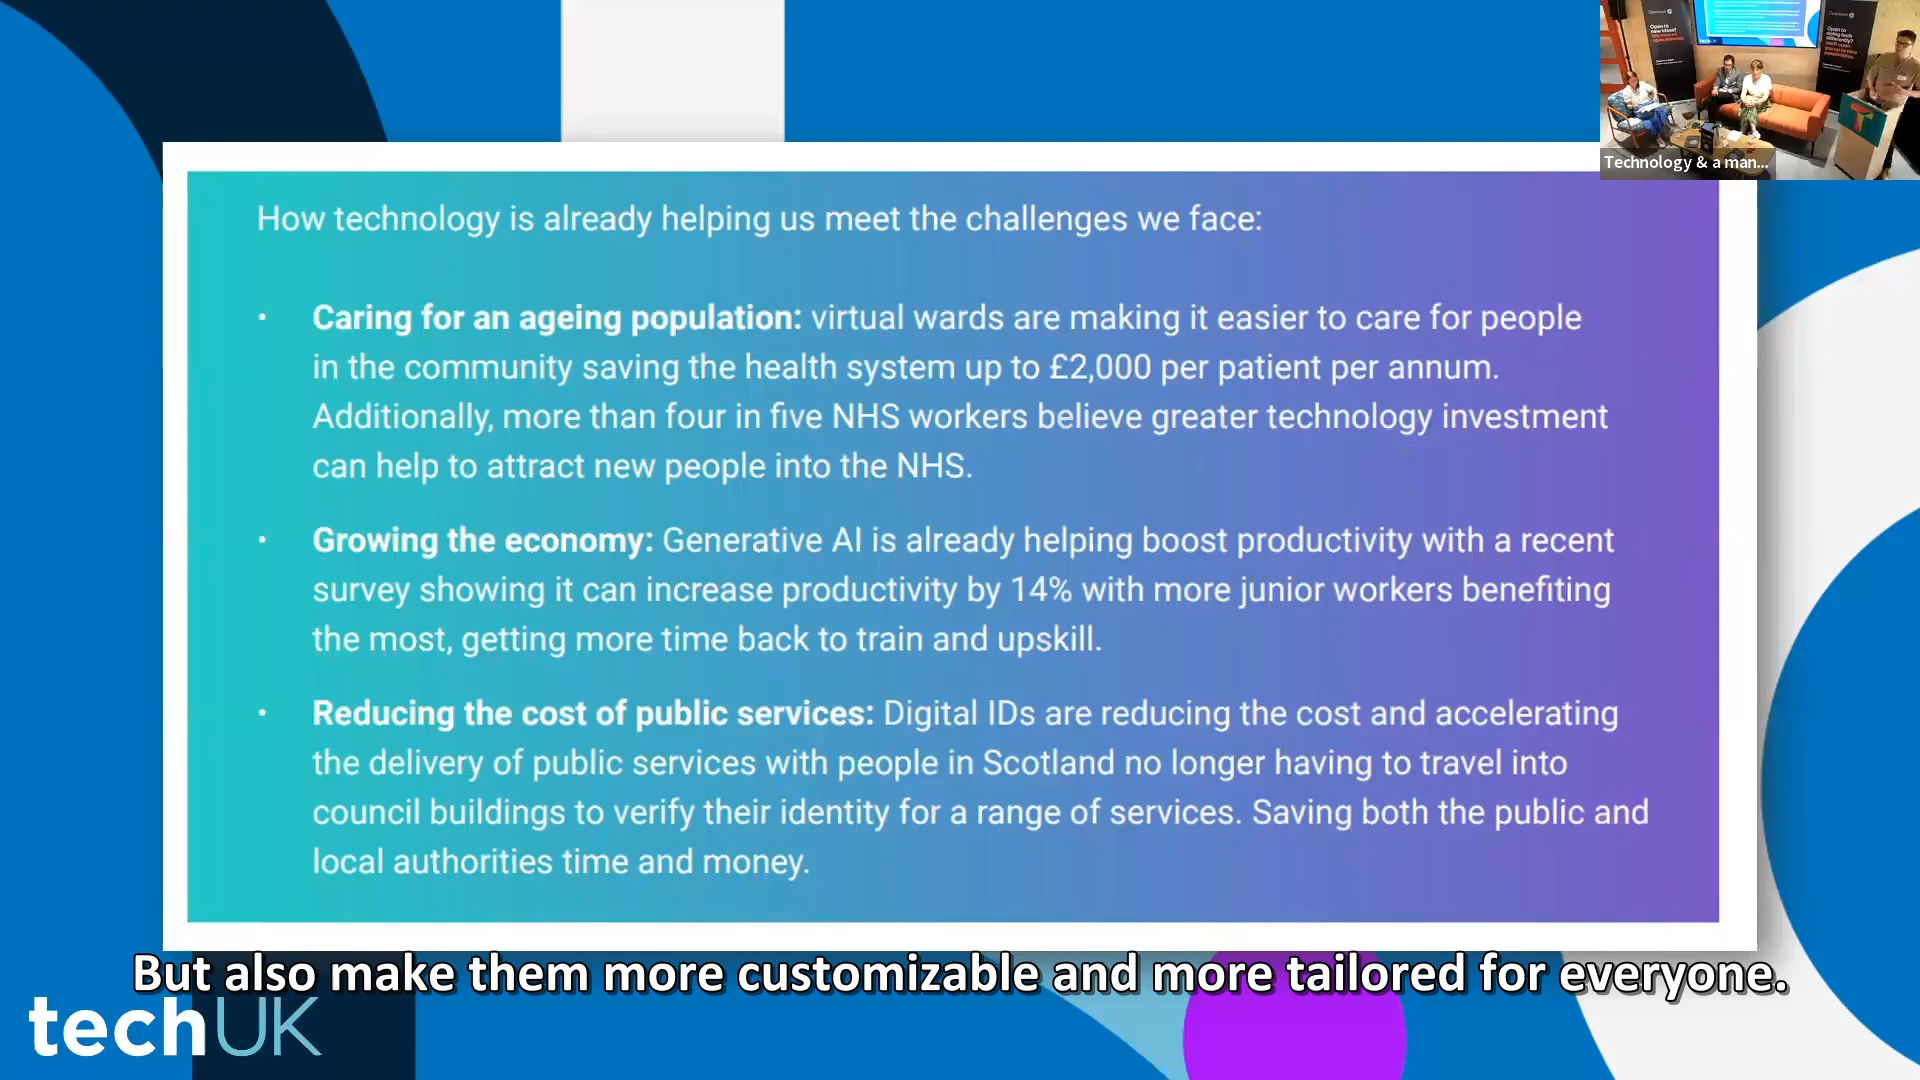 How technology is already helping us meet the challenges we face:
• Caring for an ageing population: virtual wards are making it easier to care for people
in the community saving the health system up to £2,000 per patient per annum.
Additionally, more than four in five NHS workers believe greater technology investment
can help to attract new people into the NHS.
• Growing the economy: Generative AI is already helping boost productivity with a recent
survey showing it can increase productivity by 14% with more junior workers benefiting
the most, getting more time back to train and upskill.
• Reducing the cost of public services: Digital IDs are reducing the cost and accelerating
the delivery of public services with people in Scotland no longer having to travel into
council buildings to verify their identity for a range of services. Saving both the public and
local authorities time and money.
Technology & a man...
But also make them more customizable and more tailored for everyone.
techUK